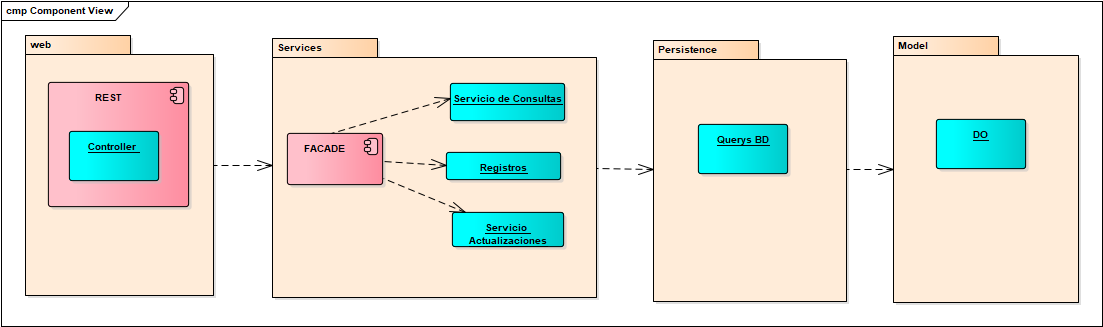 cmp Component View
web
REST
Controller
Services
FACADE
Servicio de Consultas
Registros
Servicio
Actualizaciones
Persistence
Querys BD
Model
DO